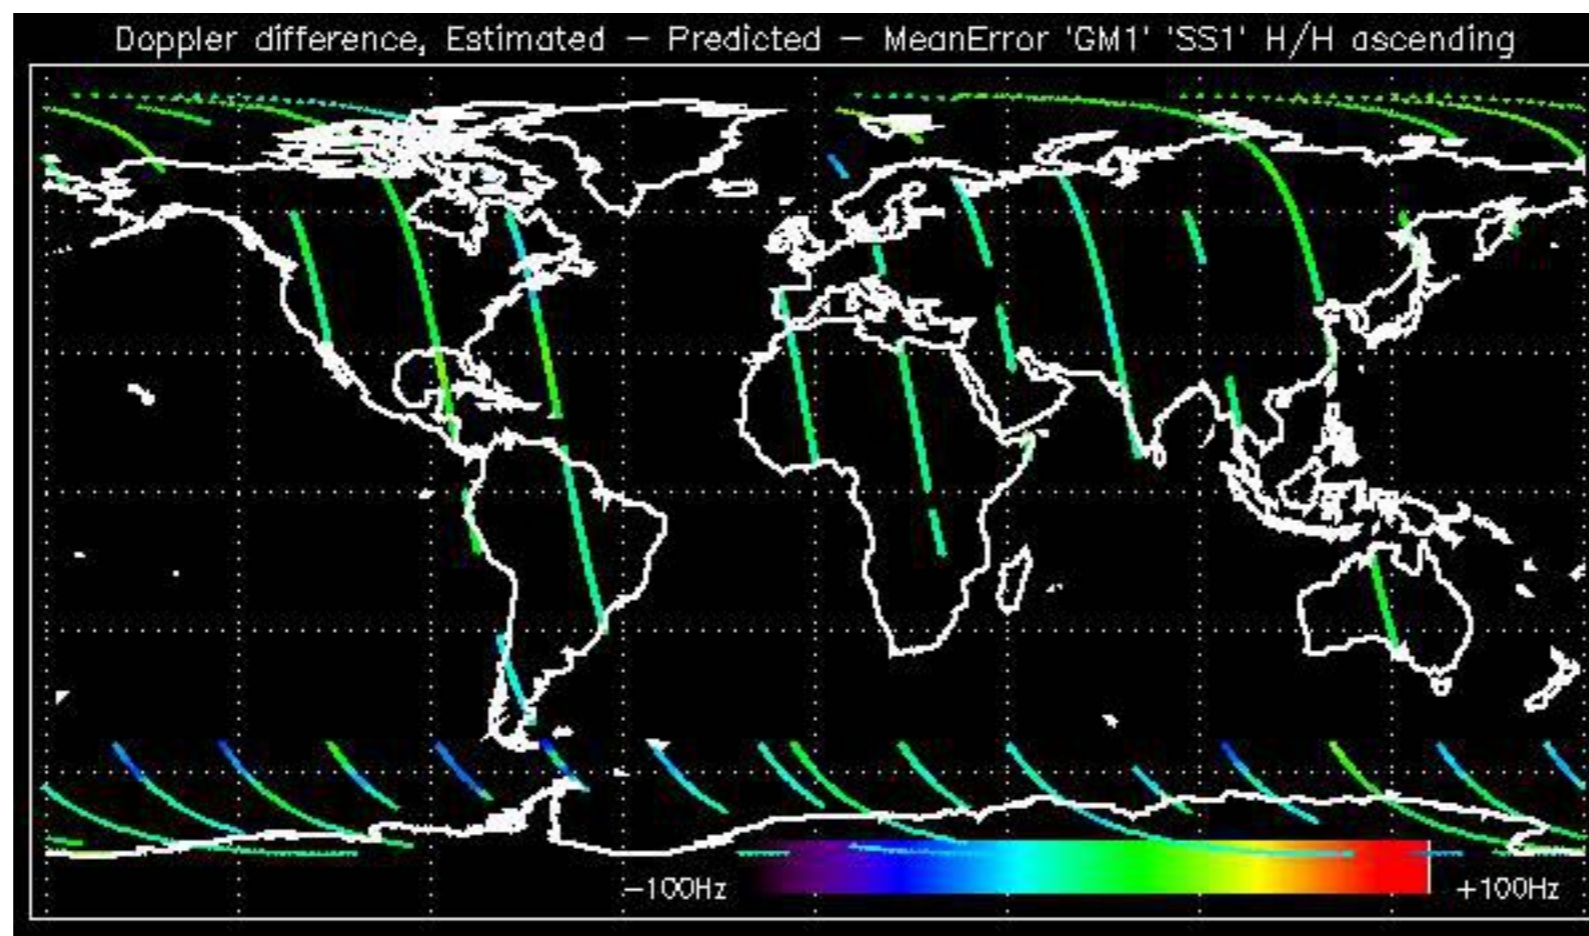 Doppler difference, Estimated – Predicted – MeanError 'GM1' 'SS1' H/H ascending
–100Hz
+100Hz